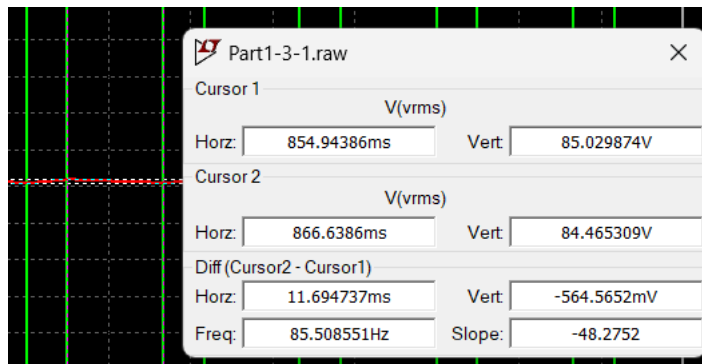 Part1-3-1.raw
Cursor 1
V(vrms)
Horz: 854.94386ms Vert: 85.029874V
Cursor 2
V(vrms)
Horz: 866.6386ms Vert: 84.465309V
Diff (Cursor2 - Cursor1)
Horz: 11.694737ms Vert: -564.5652mV
Freq: 85.508551Hz Slope: -48.2752